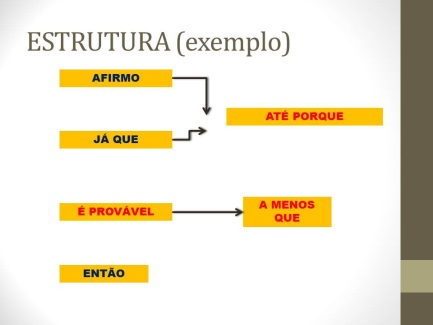 ESTRUTURA (exemplo)
AFIRMO
ATÉ PORQUE
JÁ QUE
É PROVÁVEL
A MENOS
QUE
ENTÃO